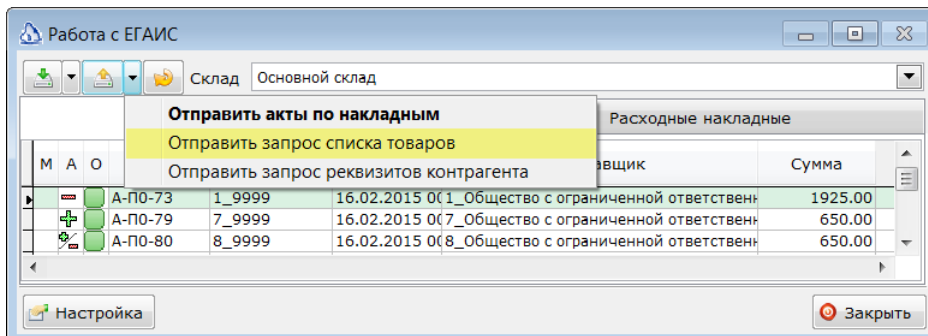 Работа с ЕГАИС
Склад Основной склад
Отправить акты по накладным
Расходные накладные
Отправить запрос списка товаров
Отправить запрос реквизитов контрагента
М А О авщик Сумма
А-П0-73 1_9999 16.02.2015 0( 1_Общество с ограниченной ответственн 1925.00
А-П0-79 7_9999 16.02.2015 0( 7_Общество с ограниченной ответственн 650.00
А-П0-80 8_9999 16.02.2015 0( 8_Общество с ограниченной ответственн 650.00
Настройка Закрыть